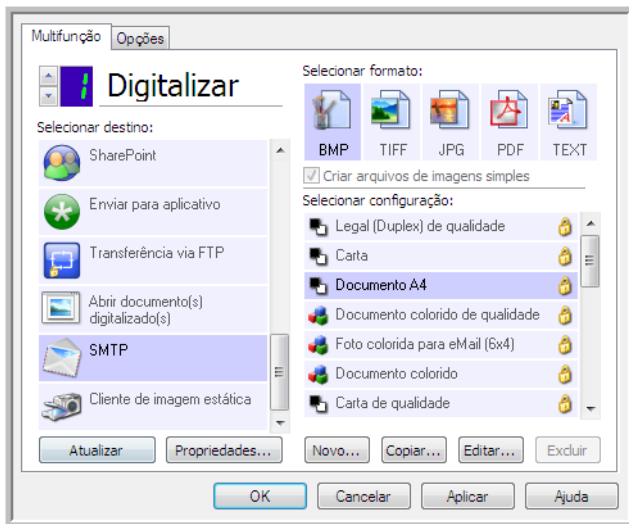 Multifunção
Opções
1
Digitalizar
Selecionar destino:
SharePoint
Enviar para aplicativo
Transferência via FTP
Abrir documento(s)
digitalizado(s)
SMTP
Cliente de imagem estática
Atualizar
Propriedades...
Selecionar formato:
BMP
TIFF
JPG
PDF
TEXT
Criar arquivos de imagens simples
Selecionar configuração:
Legal (Duplex) de qualidade
Carta
Documento A4
Documento colorido de qualidade
Foto colorida para eMail (6x4)
Documento colorido
Carta de qualidade
Novo...
Copiar...
Editar...
Excluir
OK
Cancelar
Aplicar
Ajuda